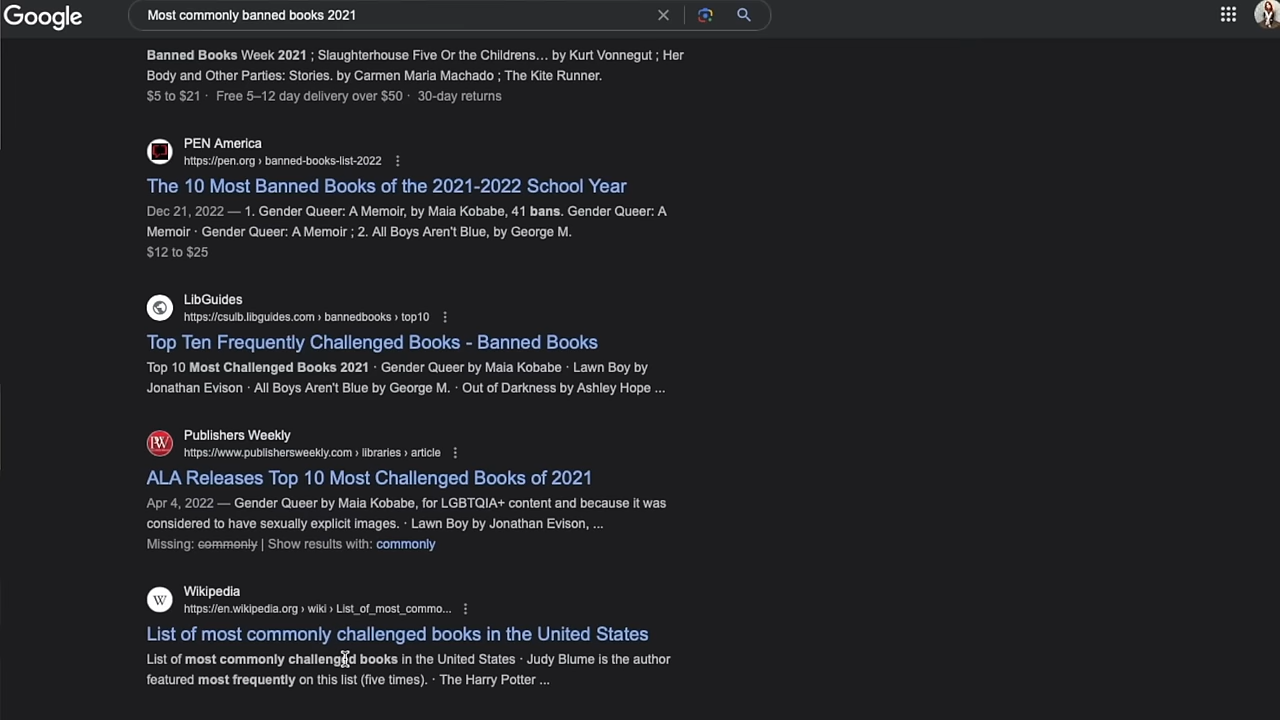 Google
Most commonly banned books 2021
Banned Books Week 2021 ; Slaughterhouse Five Or the Childrens... by Kurt Vonnegut ; Her
Body and Other Parties: Stories. by Carmen Maria Machado ; The Kite Runner.
$5 to $21 · Free 5–12 day delivery over $50 · 30-day returns
PEN America
https://pen.org › banned-books-list-2022
The 10 Most Banned Books of the 2021-2022 School Year
Dec 21, 2022 — 1. Gender Queer: A Memoir, by Maia Kobabe, 41 bans. Gender Queer: A
Memoir · Gender Queer: A Memoir ; 2. All Boys Aren't Blue, by George M.
$12 to $25
LibGuides
https://csulb.libguides.com › bannedbooks › top10
Top Ten Frequently Challenged Books - Banned Books
Top 10 Most Challenged Books 2021 · Gender Queer by Maia Kobabe · Lawn Boy by
Jonathan Evison · All Boys Aren't Blue by George M. · Out of Darkness by Ashley Hope ...
PW
Publishers Weekly
https://www.publishersweekly.com › libraries › article
ALA Releases Top 10 Most Challenged Books of 2021
Apr 4, 2022 — Gender Queer by Maia Kobabe, for LGBTQIA+ content and because it was
considered to have sexually explicit images. · Lawn Boy by Jonathan Evison, ...
Missing: commonly | Show results with: commonly
W
Wikipedia
https://en.wikipedia.org › wiki › List_of_most_commo...
List of most commonly challenged books in the United States
List of most commonly challenged books in the United States · Judy Blume is the author
featured most frequently on this list (five times). · The Harry Potter ...